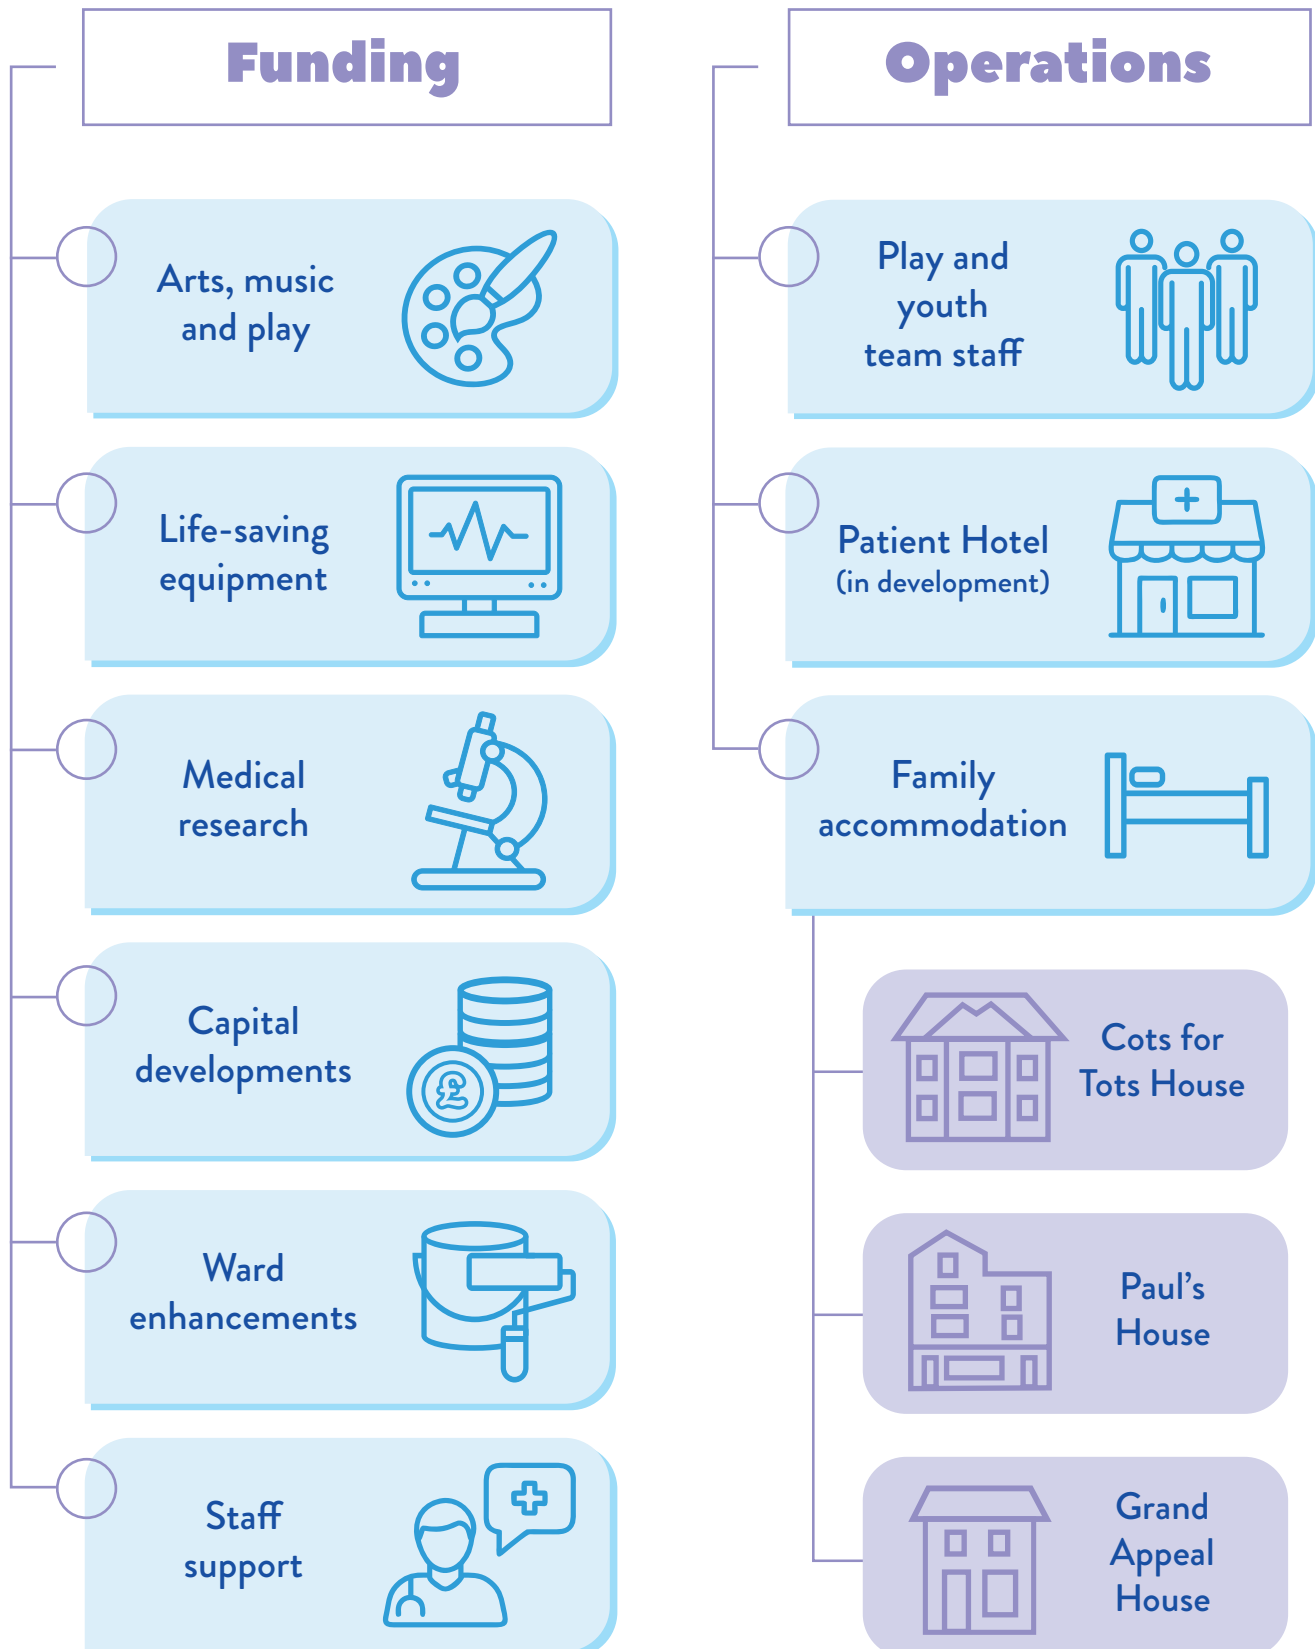 Funding
Arts, music
and play
Life-saving
equipment
Medical
research
£
Capital
developments
Ward
enhancements
Staff
support
Operations
Play and
youth
team staff
Patient Hotel
(in development)
Family
accommodation
Cots for
Tots House
Paul's
House
Grand
Appeal
House